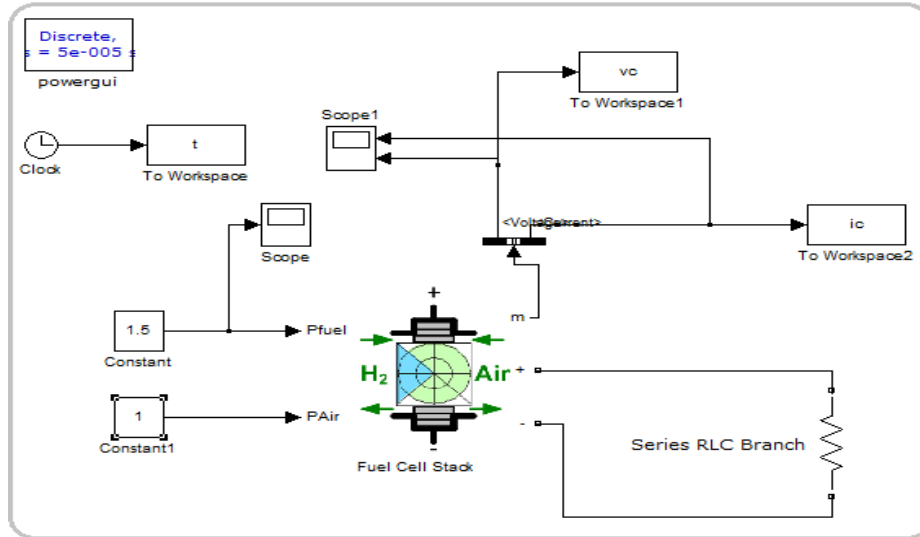 Discrete,
s = 5e-005 s
powergui
Clock
t
To Workspace
Scope1
vc
To Workspace1
ic
To Workspace2
Scope
m
1.5
Constant
Pfuel
1
Constant1
PAir
+
H₂
Air
-
Fuel Cell Stack
+
-
Series RLC Branch